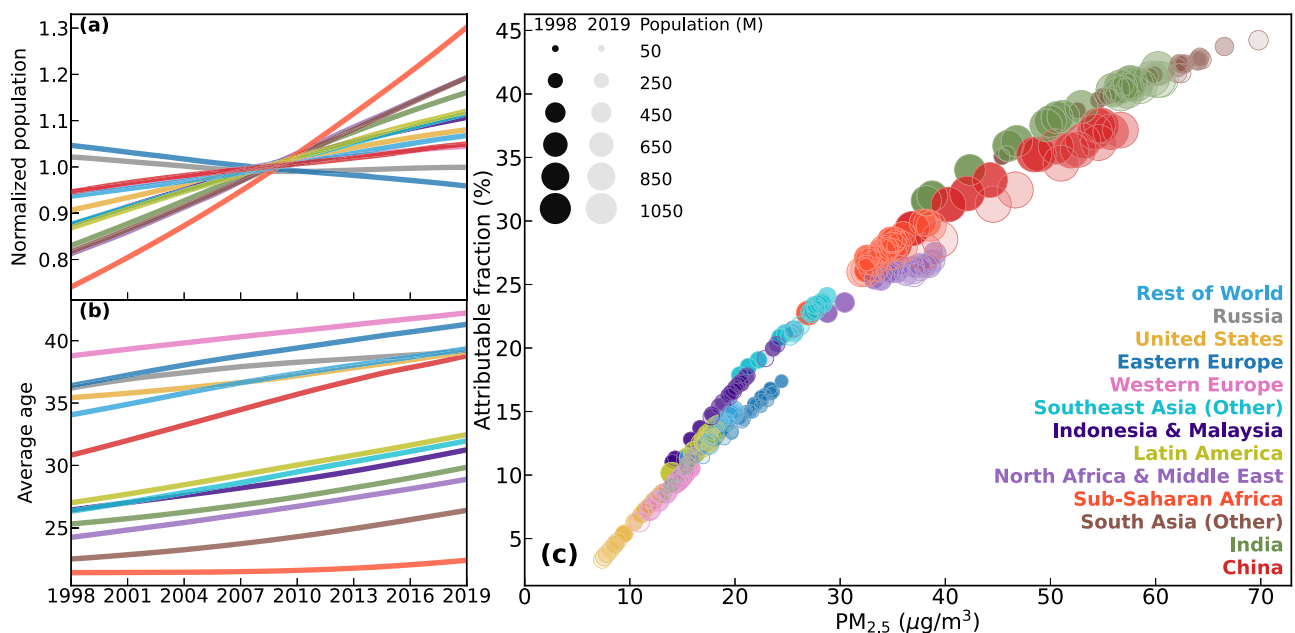 (a)
Normalized population
1.3
1.2
1.1
1.0
0.9
0.8
(b)
Average age
40
35
30
25
1998 2001 2004 2007 2010 2013 2016 2019
1998 2019 Population (M)
50
250
450
650
850
1050
Attributable fraction (%)
45
40
35
30
25
20
15
10
5
(c)
Rest of World
Russia
United States
Eastern Europe
Western Europe
Southeast Asia (Other)
Indonesia & Malaysia
Latin America
North Africa & Middle East
Sub-Saharan Africa
South Asia (Other)
India
China
0 10 20 30 40 50 60 70
PM2.5 (μg/m³)